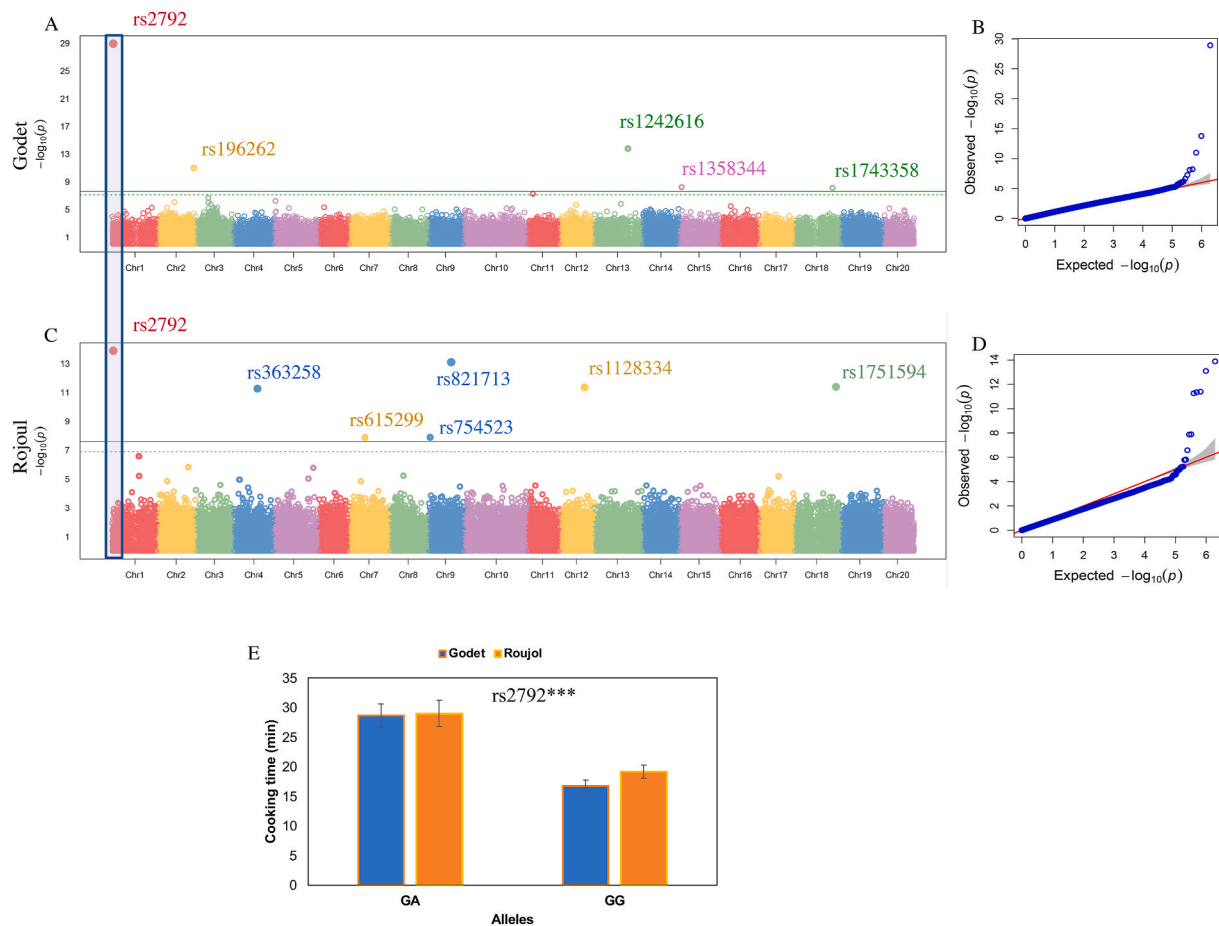 A
rs2792
Godet
−log10(p)
29
25
21
17
13
9
5
1
rs196262
rs1242616
rs1358344
rs1743358
Chr1 Chr2 Chr3 Chr4 Chr5 Chr6 Chr7 Chr8 Chr9 Chr10 Chr11 Chr12 Chr13 Chr14 Chr15 Chr16 Chr17 Chr18 Chr19 Chr20
B
Observed −log10(p)
30
25
20
15
10
5
0
0 1 2 3 4 5 6
Expected −log10(p)
C
rs2792
Rojoul
−log10(p)
13
11
9
7
5
3
1
rs363258
rs821713
rs1128334
rs1751594
rs615299
rs754523
Chr1 Chr2 Chr3 Chr4 Chr5 Chr6 Chr7 Chr8 Chr9 Chr10 Chr11 Chr12 Chr13 Chr14 Chr15 Chr16 Chr17 Chr18 Chr19 Chr20
D
Observed −log10(p)
14
12
10
8
6
4
2
0
0 1 2 3 4 5 6
Expected −log10(p)
E
Godet Roujol
rs2792***
Cooking time (min)
35
30
25
20
15
10
5
0
GA GG
Alleles